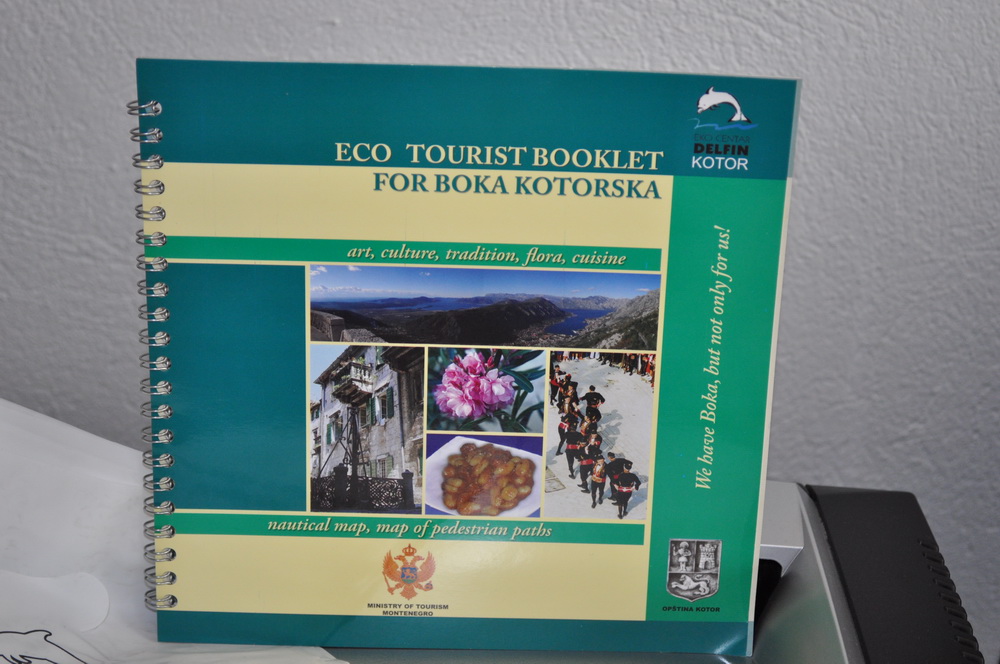 ECO TOURIST BOOKLET
FOR BOKA KOTORSKA
EKO CENTAR
DELFIN
KOTOR
art, culture, tradition, flora, cuisine
We have Boka, but not only for us!
nautical map, map of pedestrian paths
MINISTRY OF TOURISM
MONTENEGRO
OPŠTINA KOTOR